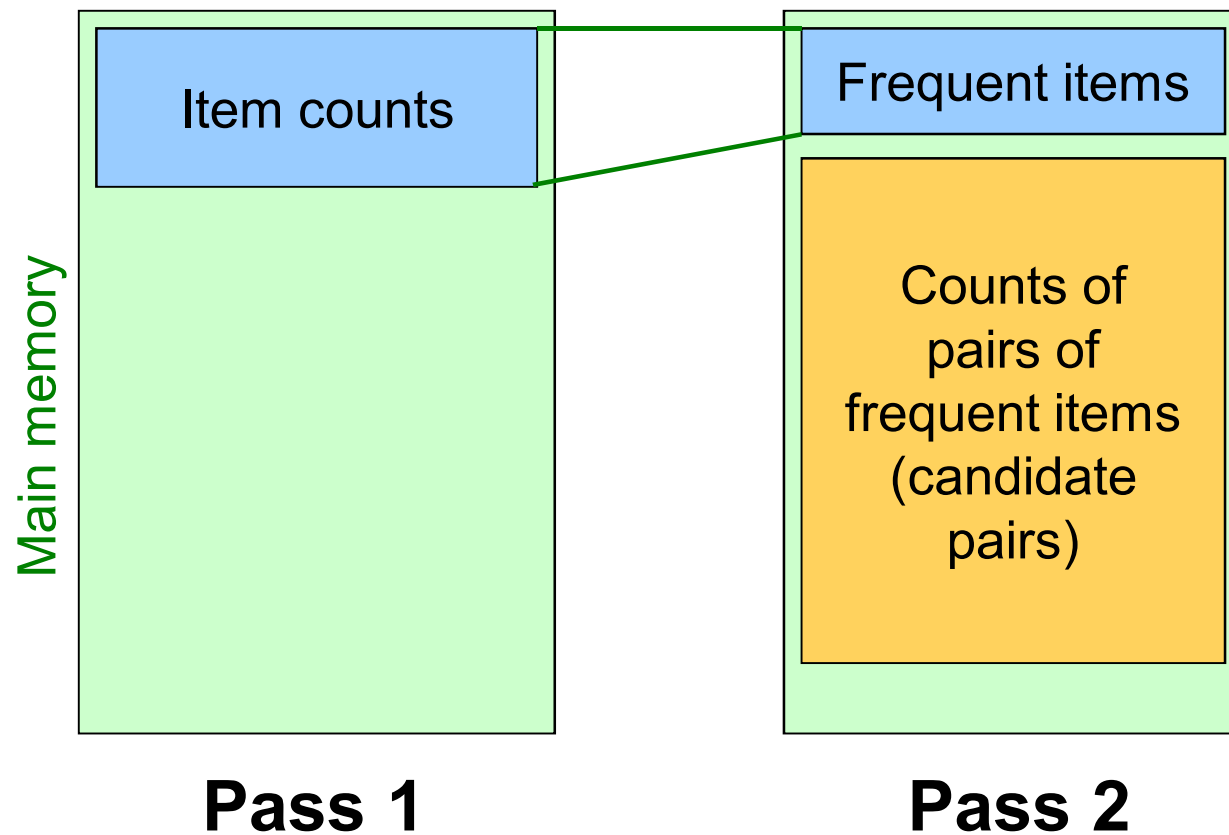 Main memory
Item counts
Frequent items
Counts of
pairs of
frequent items
(candidate
pairs)
Pass 1
Pass 2